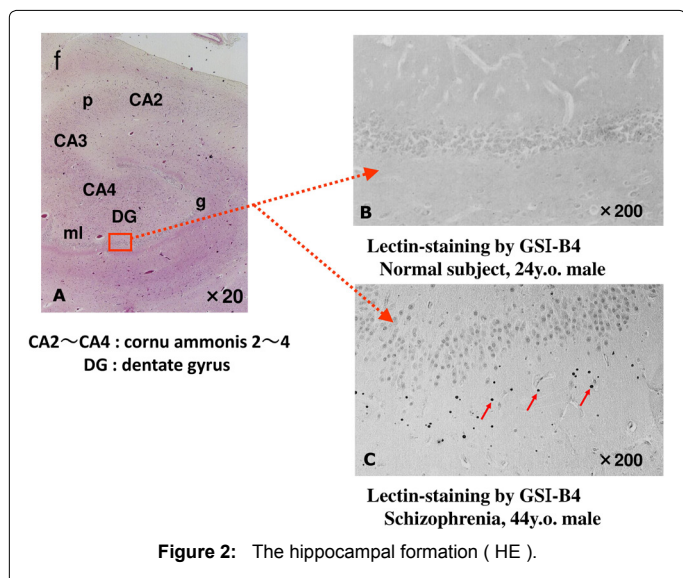 f
p
CA2
CA3
CA4
g
DG
ml
A
×20
CA2～CA4 : cornu ammonis 2～4
DG : dentate gyrus
B
×200
Lectin-staining by GSI-B4
Normal subject, 24y.o. male
C
×200
Lectin-staining by GSI-B4
Schizophrenia, 44y.o. male
Figure 2: The hippocampal formation ( HE ).